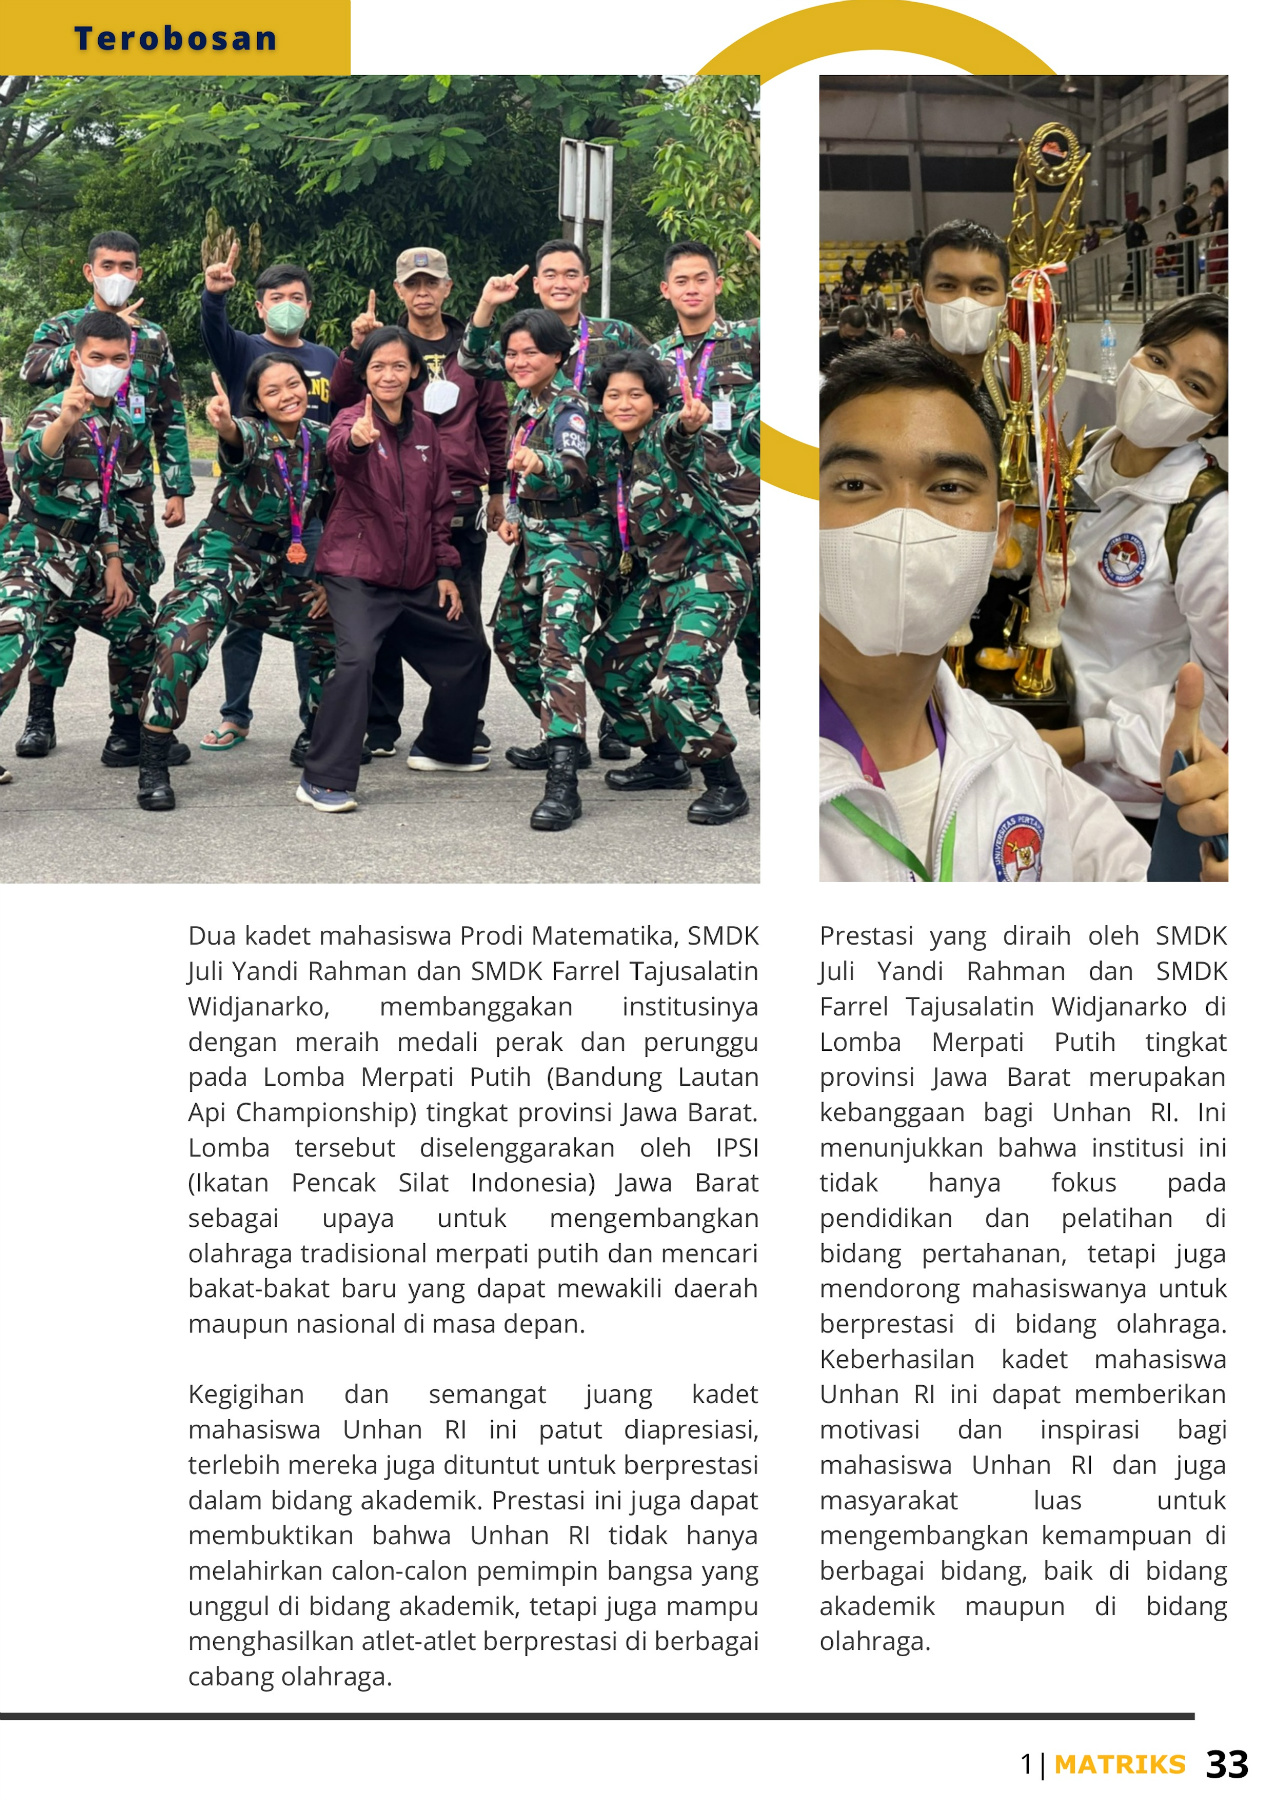 Terobosan
Dua kadet mahasiswa Prodi Matematika, SMDK
Juli Yandi Rahman dan SMDK Farrel Tajusalatin
Widjanarko, membanggakan institusinya
dengan meraih medali perak dan perunggu
pada Lomba Merpati Putih (Bandung Lautan
Api Championship) tingkat provinsi Jawa Barat.
Lomba tersebut diselenggarakan oleh IPSI
(Ikatan Pencak Silat Indonesia) Jawa Barat
sebagai upaya untuk mengembangkan
olahraga tradisional merpati putih dan mencari
bakat-bakat baru yang dapat mewakili daerah
maupun nasional di masa depan.
Kegigihan dan semangat juang kadet
mahasiswa Unhan RI ini patut diapresiasi,
terlebih mereka juga dituntut untuk berprestasi
dalam bidang akademik. Prestasi ini juga dapat
membuktikan bahwa Unhan RI tidak hanya
melahirkan calon-calon pemimpin bangsa yang
unggul di bidang akademik, tetapi juga mampu
menghasilkan atlet-atlet berprestasi di berbagai
cabang olahraga.
Prestasi yang diraih oleh SMDK
Juli Yandi Rahman dan SMDK
Farrel Tajusalatin Widjanarko di
Lomba Merpati Putih tingkat
provinsi Jawa Barat merupakan
kebanggaan bagi Unhan RI. Ini
menunjukkan bahwa institusi ini
tidak hanya fokus pada
pendidikan dan pelatihan di
bidang pertahanan, tetapi juga
mendorong mahasiswanya untuk
berprestasi di bidang olahraga.
Keberhasilan kadet mahasiswa
Unhan RI ini dapat memberikan
motivasi dan inspirasi bagi
mahasiswa Unhan RI dan juga
masyarakat luas untuk
mengembangkan kemampuan di
berbagai bidang, baik di bidang
akademik maupun di bidang
olahraga.
1| MATRIKS 33